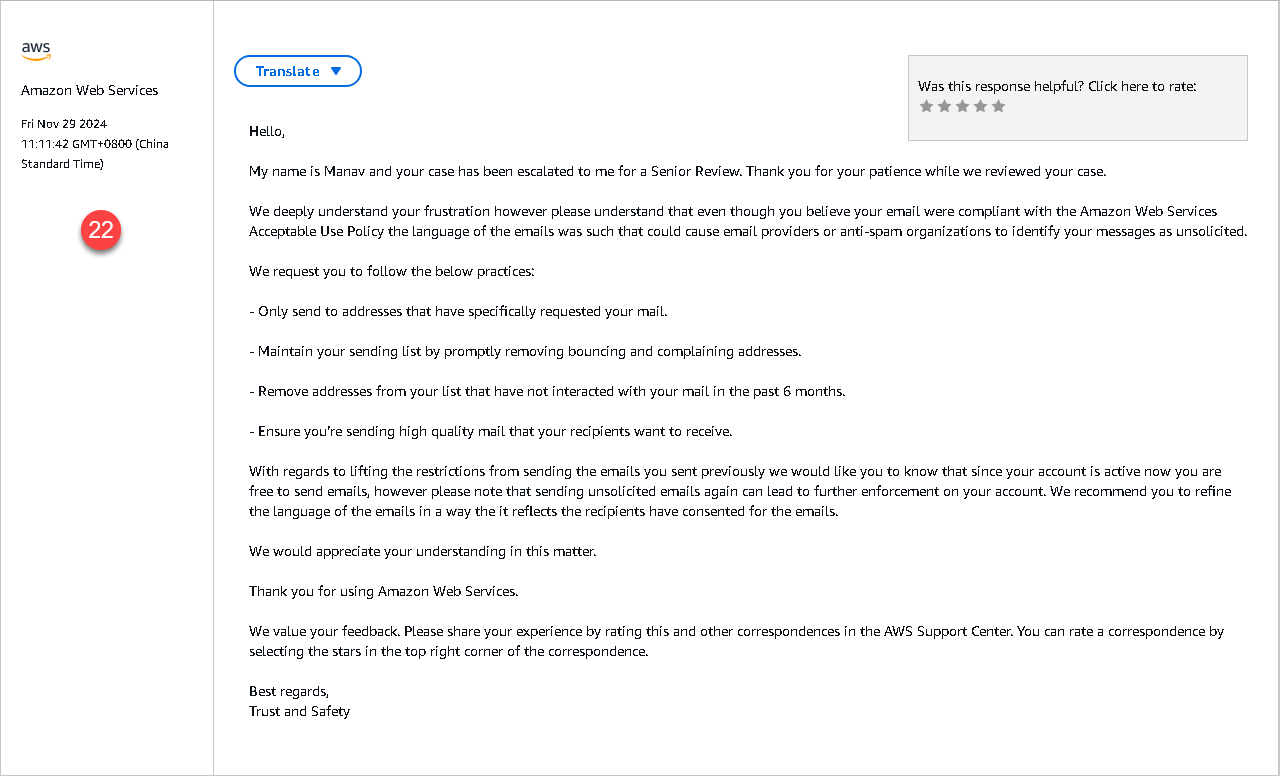 aws
Amazon Web Services
Fri Nov 29 2024
11:11:42 GMT+0800 (China
Standard Time)
22
Translate
Was this response helpful? Click here to rate:
Hello,
My name is Manav and your case has been escalated to me for a Senior Review. Thank you for your patience while we reviewed your case.
We deeply understand your frustration however please understand that even though you believe your email were compliant with the Amazon Web Services
Acceptable Use Policy the language of the emails was such that could cause email providers or anti-spam organizations to identify your messages as unsolicited.
We request you to follow the below practices:
- Only send to addresses that have specifically requested your mail.
- Maintain your sending list by promptly removing bouncing and complaining addresses.
- Remove addresses from your list that have not interacted with your mail in the past 6 months.
- Ensure you're sending high quality mail that your recipients want to receive.
With regards to lifting the restrictions from sending the emails you sent previously we would like you to know that since your account is active now you are
free to send emails, however please note that sending unsolicited emails again can lead to further enforcement on your account. We recommend you to refine
the language of the emails in a way the it reflects the recipients have consented for the emails.
We would appreciate your understanding in this matter.
Thank you for using Amazon Web Services.
We value your feedback. Please share your experience by rating this and other correspondences in the AWS Support Center. You can rate a correspondence by
selecting the stars in the top right corner of the correspondence.
Best regards,
Trust and Safety